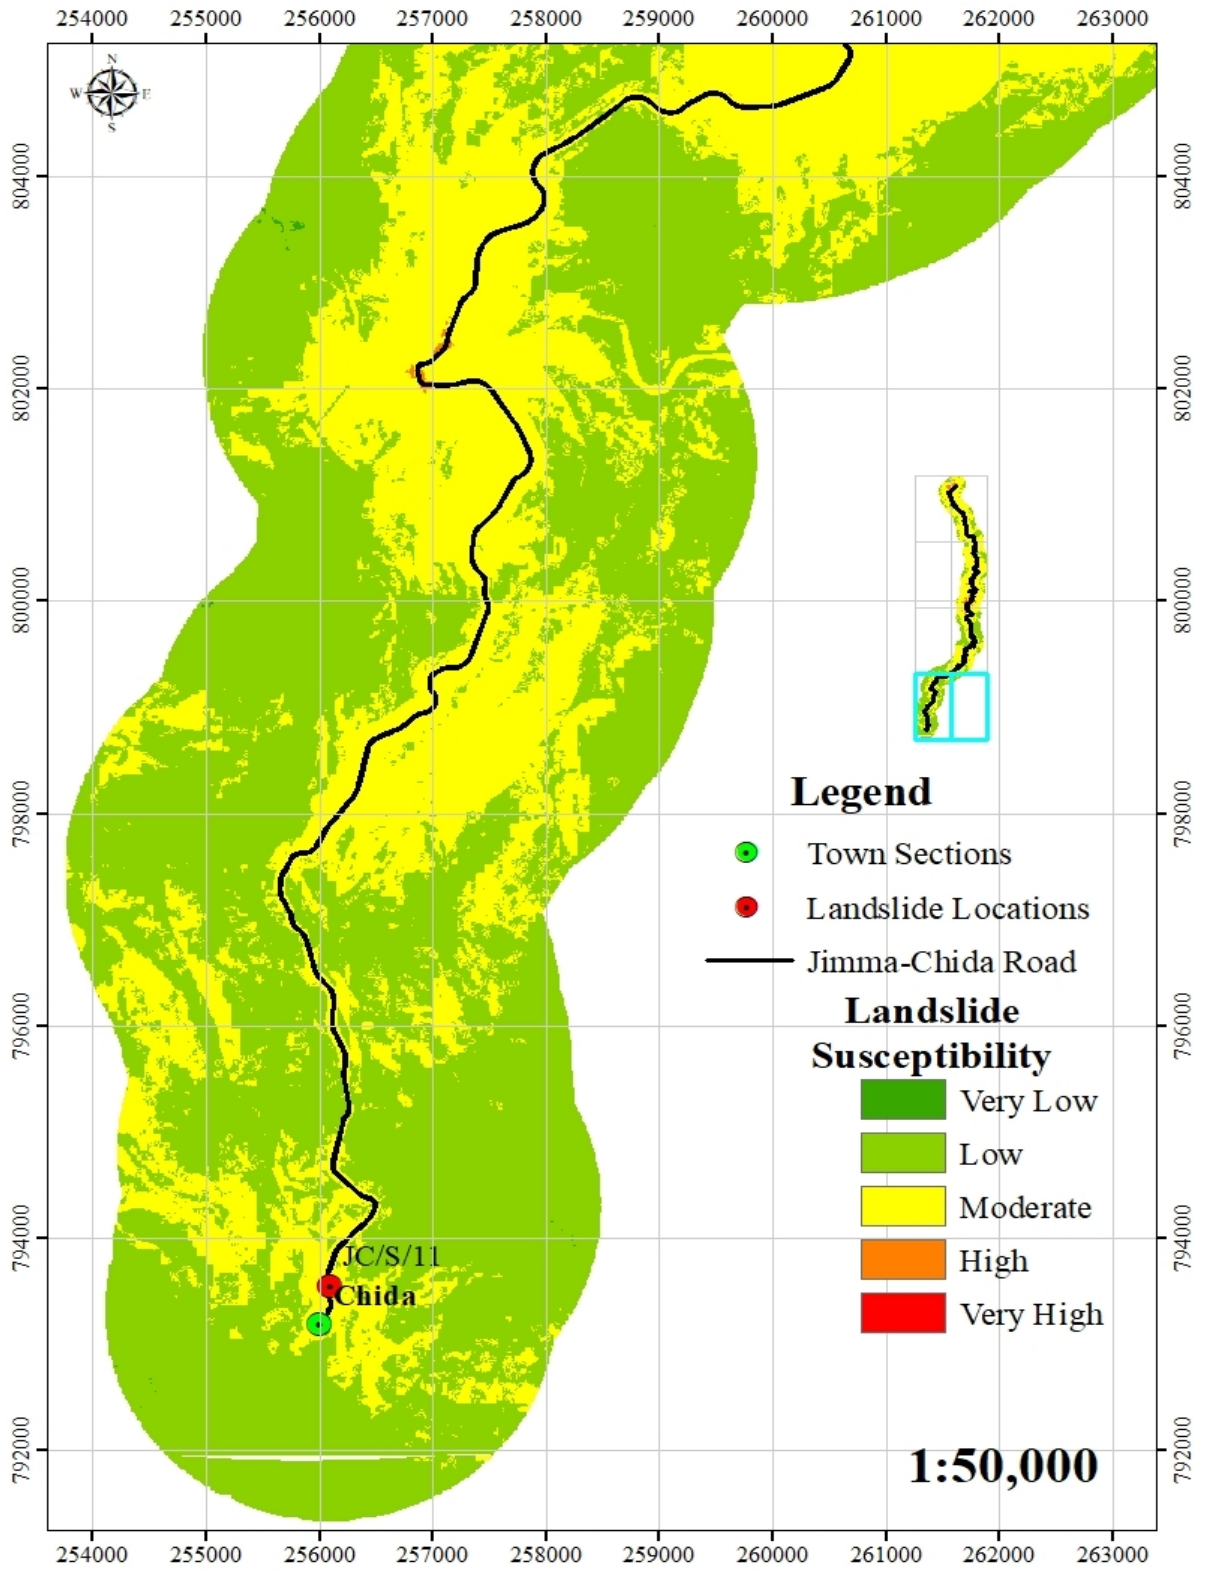 254000 255000 256000 257000 258000 259000 260000 261000 262000 263000
N
W E
S
804000 804000
802000 802000
800000 800000
798000 798000
796000 796000
794000 794000
792000 792000
Legend
Town Sections
Landslide Locations
Jimma-Chida Road
Landslide
Susceptibility
Very Low
Low
Moderate
High
Very High
JC/S/11
Chida
1:50,000
254000 255000 256000 257000 258000 259000 260000 261000 262000 263000